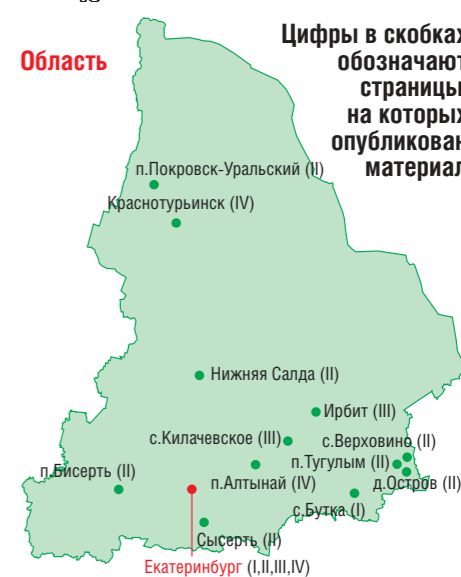 Область
Цифры в скобках
обозначают
страницы,
на которых
опубликован
материал
п.Покровск-Уральский (II)
Краснотурьинск (IV)
Нижняя Салда (II)
Ирбит (III)
с.Килачевское (III)
с.Верховино (II)
п.Тугулым (II)
п.Бисерть (II)
п.Алтынай (IV)
д.Остров (II)
с.Бутка (I)
Сысерть (II)
Екатеринбург (I,II,III,IV)